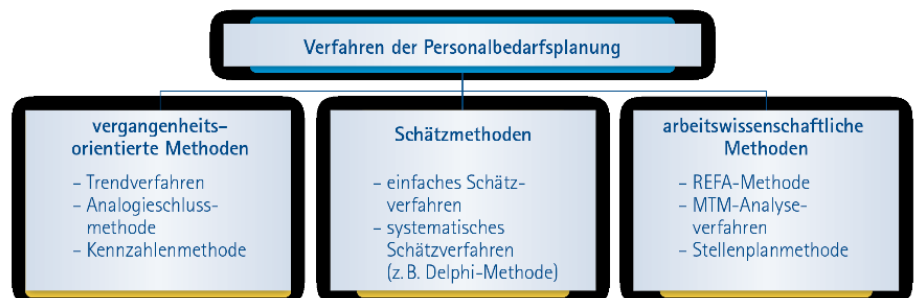 Verfahren der Personalbedarfsplanung
vergangenheits-
orientierte Methoden
– Trendverfahren
– Analogieschluss-
methode
– Kennzahlenmethode
Schätzmethoden
– einfaches Schätz-
verfahren
– systematisches
Schätzverfahren
(z. B. Delphi-Methode)
arbeitswissenschaftliche
Methoden
– REFA-Methode
– MTM-Analyse-
verfahren
– Stellenplanmethode